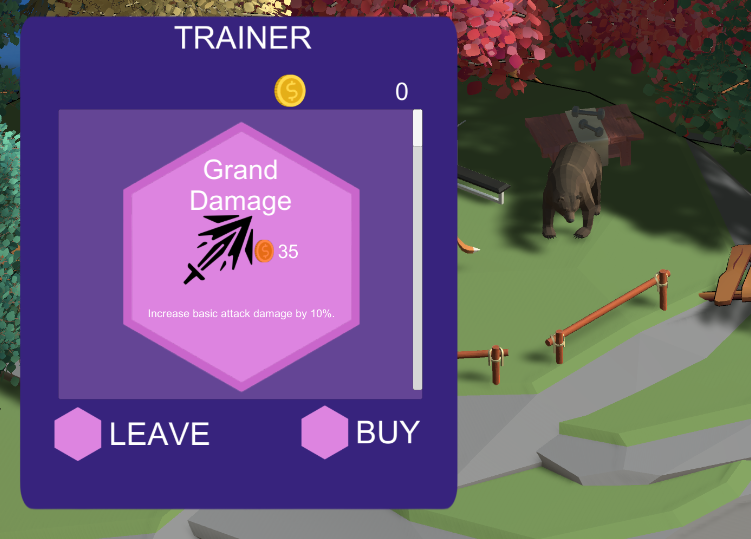 TRAINER
0
Grand
Damage
35
Increase basic attack damage by 10%.
LEAVE
BUY